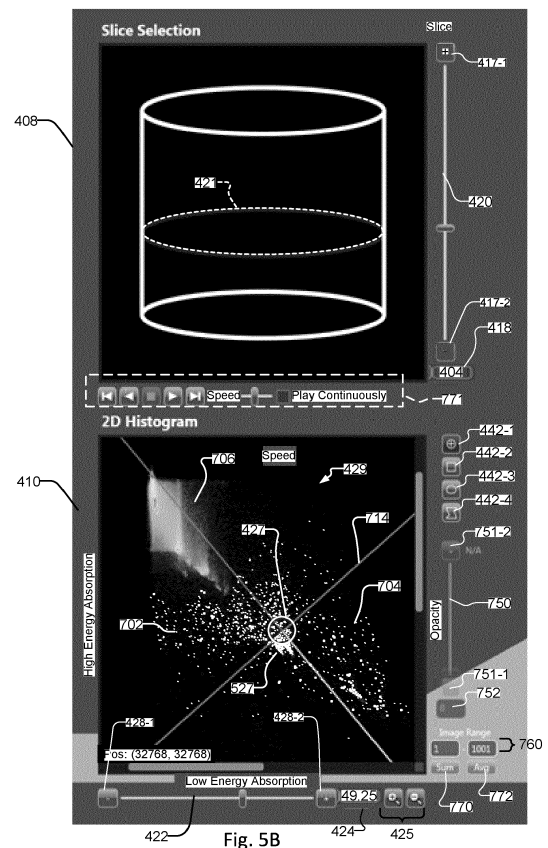 Slice Selection
Slice
417-1
408
421
420
417-2
418
404
Speed
Play Continuously
771
2D Histogram
442-1
Speed
442-2
706
429
442-3
410
442-4
427
751-2
714
N/A
High Energy Absorption
704
750
702
Opacity
527
751-1
752
428-1
428-2
Image Range
1 - 1001
760
Pos: (32768, 32768)
Sum
Avg
Low Energy Absorption
770
772
49.25
422
424
425
Fig. 5B